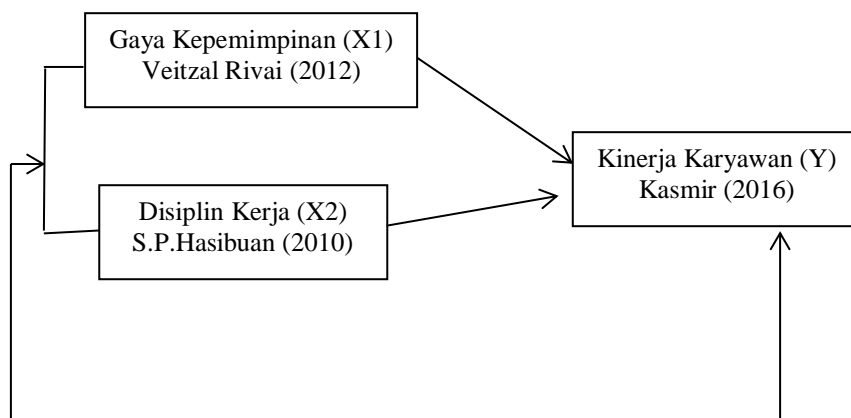 Gaya Kepemimpinan (X1)
Veitzal Rivai (2012)
Kinerja Karyawan (Y)
Kasmir (2016)
Disiplin Kerja (X2)
S.P.Hasibuan (2010)